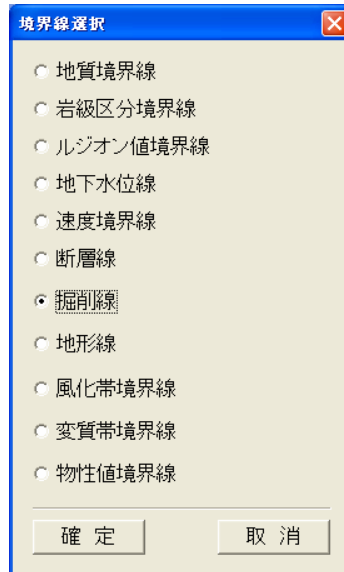 境界線選択
地質境界線
岩級区分境界線
ルジオン値境界線
地下水位線
速度境界線
断層線
掘削線
地形線
風化帯境界線
変質帯境界線
物性値境界線
確 定 取 消